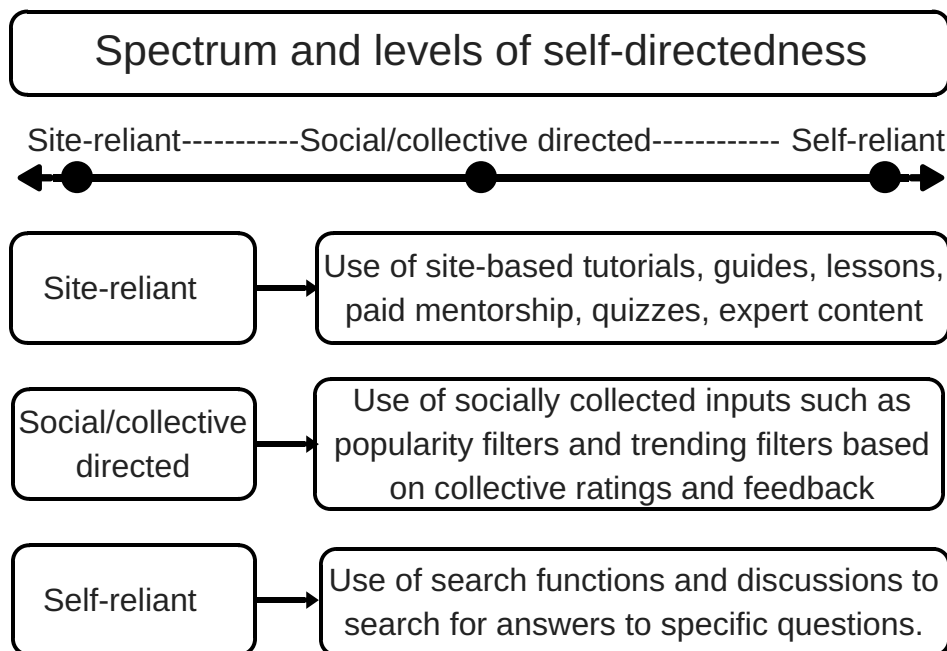 Spectrum and levels of self-directedness
Site-reliant-----------Social/collective directed------------ Self-reliant
Site-reliant
Use of site-based tutorials, guides, lessons,
paid mentorship, quizzes, expert content
Social/collective
directed
Use of socially collected inputs such as
popularity filters and trending filters based
on collective ratings and feedback
Self-reliant
Use of search functions and discussions to
search for answers to specific questions.